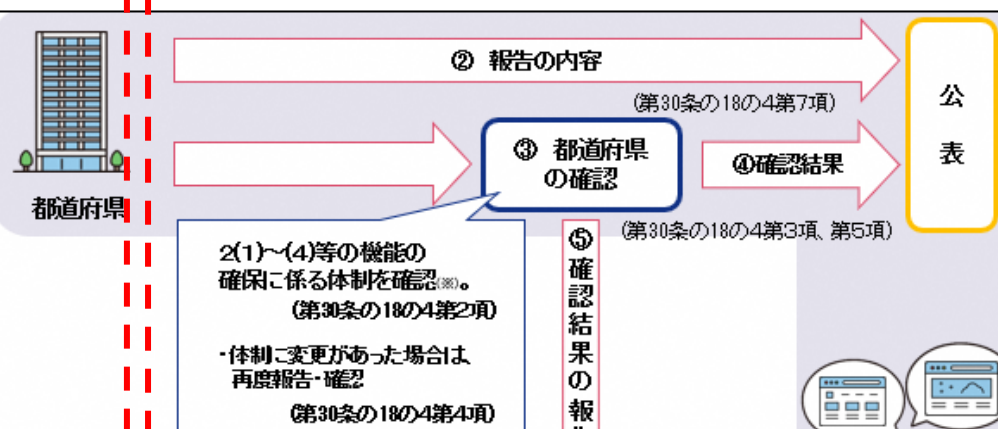 ② 報告の内容
(第30条の18の4第7項)
公
表
③ 都道府県
の確認
④確認結果
都道府県
(第30条の18の4第3項、第5項)
2(1)~(4)等の機能の
確保に係る体制を確認(※)。
(第30条の18の4第2項)
・体制に変更があった場合は、
再度報告・確認
(第30条の18の4第4項)
⑤確認結果の報